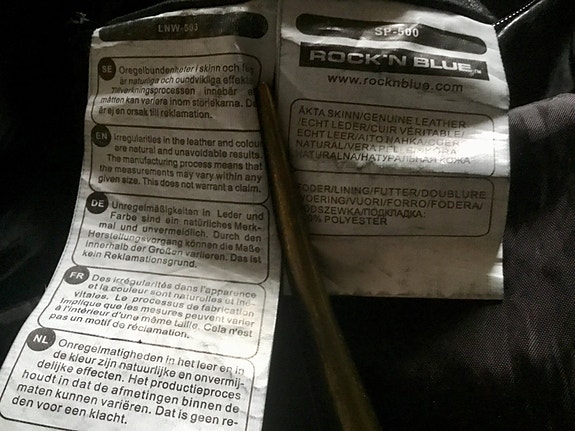 LNW-503
SE Oregelbundenheter i skinn och
är naturliga och oundvikliga effekte
Tillverkningsprocessen innebär a
måtten kan variera inom storlekarna. De
är ej en orsak till reklamation.
EN Irregularities in the leather and colour
are natural and unavoidable results.
The manufacturing process means that
the measurements may vary within any
given size. This does not warrant a claim.
DE Unregelmäßigkeiten in Leder und
Farbe sind ein natürliches Merk-
mal und unvermeidlich. Durch den
Herstellungsvorgang können die Maße
innerhalb der Großen variieren. Das ist
kein Reklamationsgrund.
FR Des irrégularités dans l'apparence
et la couleur sont naturelles et iné-
vitales. Le processus de fabrication
implique que les mesures peuvent varier
à l'intérieur d'une même taille. Cela n'est
pas un motif de réclamation.
NL Onregelmatigheden in het leer en in
de kleur zijn natuurlijke en onvermij-
delijke effecten. Het productieproces
houdt in dat de afmetingen binnen de
maten kunnen variëren. Dat is geen re-
den voor een klacht.
SP-500
ROCK'N BLUE™
www.rocknblue.com
ÄKTA SKINN/GENUINE LEATHER
/ECHT LEDER/CUIR VÉRITABLE/
ECHT LEER/AITO NAHKA/
NATURAL/VERA PELLE/
NATURALNA/НАТУРАЛЬНАЯ КОЖА
FODER/LINING/FUTTER/DOUBLURE
VOERING/VUORI/FORRO/FODERA/
PODSZEWKA/ПОДКЛАДКА:
POLYESTER